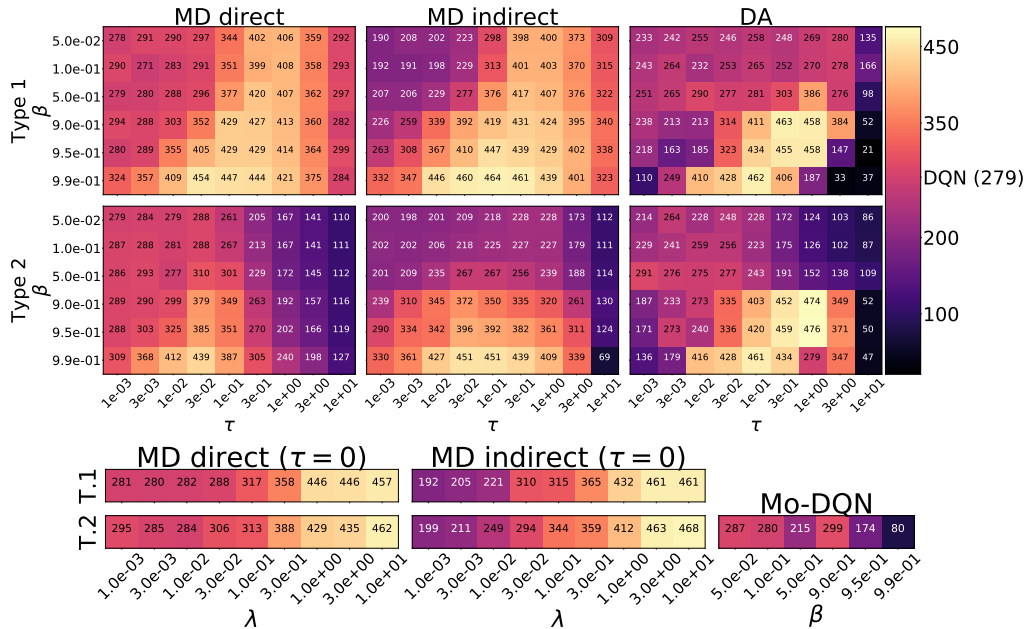 MD direct MD indirect DA
Type 1
β
5.0e-02 278 291 290 297 344 402 406 359 292 190 208 202 223 298 398 400 373 309 233 242 255 246 258 248 269 280 135
1.0e-01 290 271 283 291 351 399 408 358 293 192 191 198 229 313 401 403 370 315 243 264 232 253 265 252 270 278 166
5.0e-01 279 280 288 296 377 420 407 362 297 207 206 229 278 376 417 407 376 322 251 265 290 277 281 303 386 276 98
9.0e-01 294 288 303 352 429 427 413 360 282 226 259 339 392 419 431 424 395 340 238 213 213 314 411 463 458 384 52
9.5e-01 280 289 355 405 429 429 414 364 299 263 308 367 410 447 439 430 402 338 218 163 185 323 434 455 458 147 21
9.9e-01 324 357 409 454 447 444 421 375 284 332 347 446 460 464 461 439 401 323 110 249 410 428 462 406 187 33 37
Type 2
β
5.0e-02 279 284 279 288 261 205 167 141 110 200 198 201 209 218 228 228 173 112 214 264 228 248 228 172 124 103 86
1.0e-01 287 288 281 288 267 213 167 141 111 202 202 206 218 225 227 227 179 111 229 241 259 256 223 175 126 102 87
5.0e-01 286 293 277 310 301 229 172 145 112 201 209 235 267 267 256 239 188 114 291 276 275 277 243 191 152 138 109
9.0e-01 289 290 299 379 349 263 192 157 116 239 310 345 372 350 335 320 261 130 187 233 273 335 403 452 474 349 52
9.5e-01 288 303 325 385 351 270 202 166 119 290 334 342 396 392 382 361 311 124 171 273 240 336 420 459 476 371 50
9.9e-01 309 368 412 439 387 305 240 198 127 330 361 427 451 451 439 409 339 69 136 179 416 428 461 434 279 347 47
1e-03 3e-03 1e-02 3e-02 1e-01 3e-01 1e+00 3e+00 1e+01 1e-03 3e-03 1e-02 3e-02 1e-01 3e-01 1e+00 3e+00 1e+01 1e-03 3e-03 1e-02 3e-02 1e-01 3e-01 1e+00 3e+00 1e+01
τ τ τ
450
350
DQN (279)
200
100
MD direct (τ = 0) MD indirect (τ = 0)
T.1 281 280 282 288 317 358 446 446 457 192 205 221 310 315 365 432 461 461
Mo-DQN
T.2 295 285 284 306 313 388 429 435 462 199 211 249 294 344 359 412 463 468 287 280 215 299 174 80
1.0e-03 3.0e-03 1.0e-02 3.0e-02 1.0e-01 3.0e-01 1.0e+00 3.0e+00 1.0e+01 1.0e-03 3.0e-03 1.0e-02 3.0e-02 1.0e-01 3.0e-01 1.0e+00 3.0e+00 1.0e+01 5.0e-02 1.0e-01 5.0e-01 9.0e-01 9.5e-01 9.9e-01
λ λ β